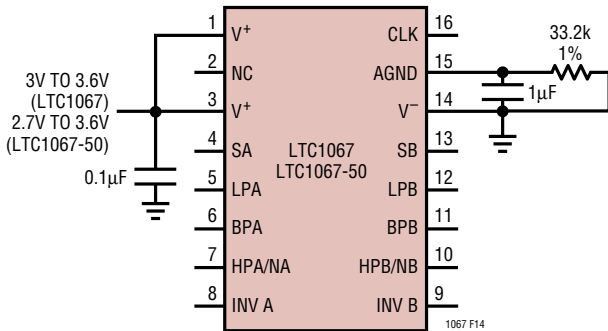 1
V+
CLK
16
2
NC
AGND
15
33.2k
1%
3V TO 3.6V
(LTC1067)
2.7V TO 3.6V
(LTC1067-50)
3
V+
V−
14
1µF
4
SA
LTC1067
LTC1067-50
SB
13
0.1µF
5
LPA
LPB
12
6
BPA
BPB
11
7
HPA/NA
HPB/NB
10
8
INV A
INV B
9
1067 F14